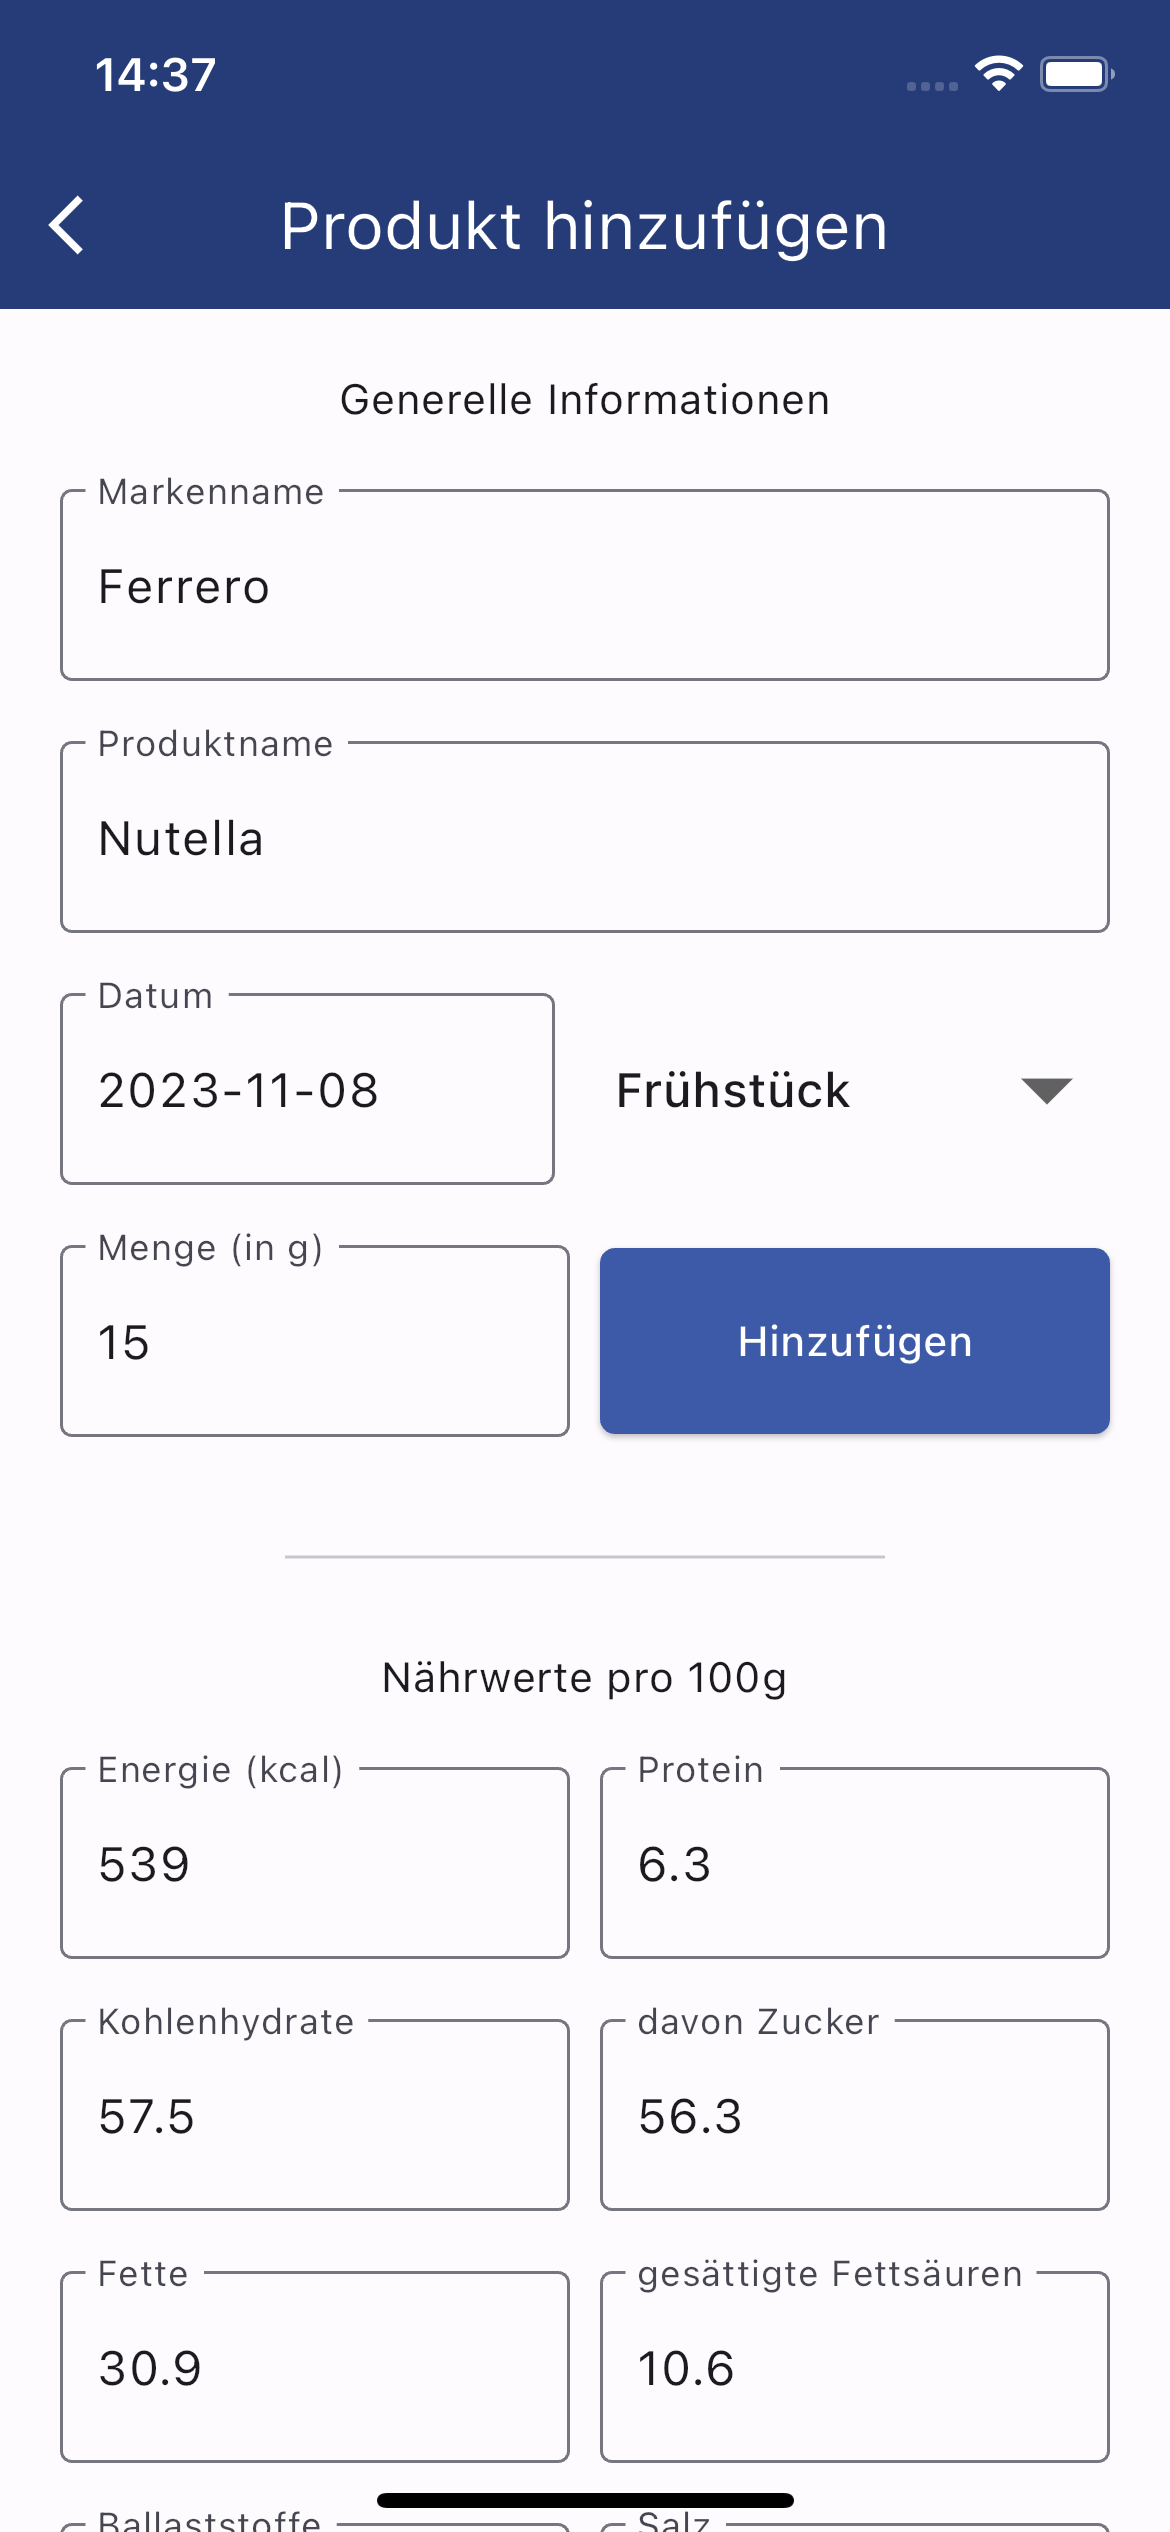 14:37
Produkt hinzufügen
Generelle Informationen
Markenname
Ferrero
Produktname
Nutella
Datum
2023-11-08
Frühstück
Menge (in g)
15
Hinzufügen
Nährwerte pro 100g
Energie (kcal)
539
Protein
6.3
Kohlenhydrate
57.5
davon Zucker
56.3
Fette
30.9
gesättigte Fettsäuren
10.6
Ballaststoffe
Salz